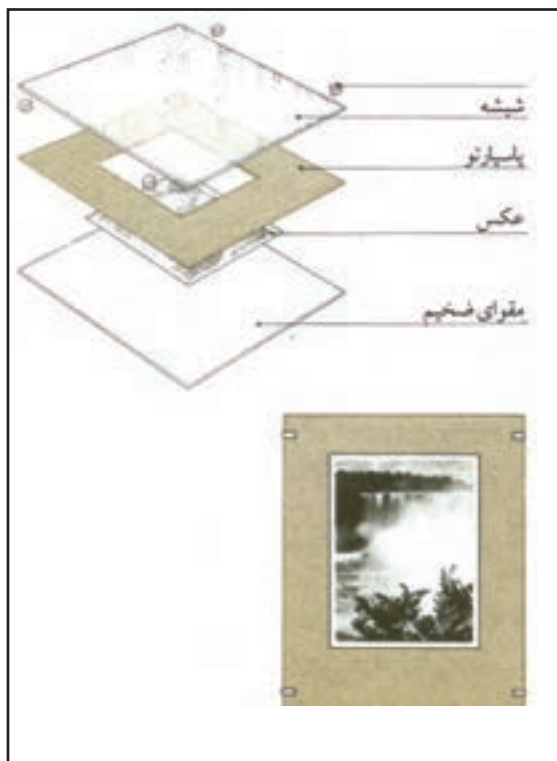 شیشه
پاسپارتو
عکس
مقوای ضخیم